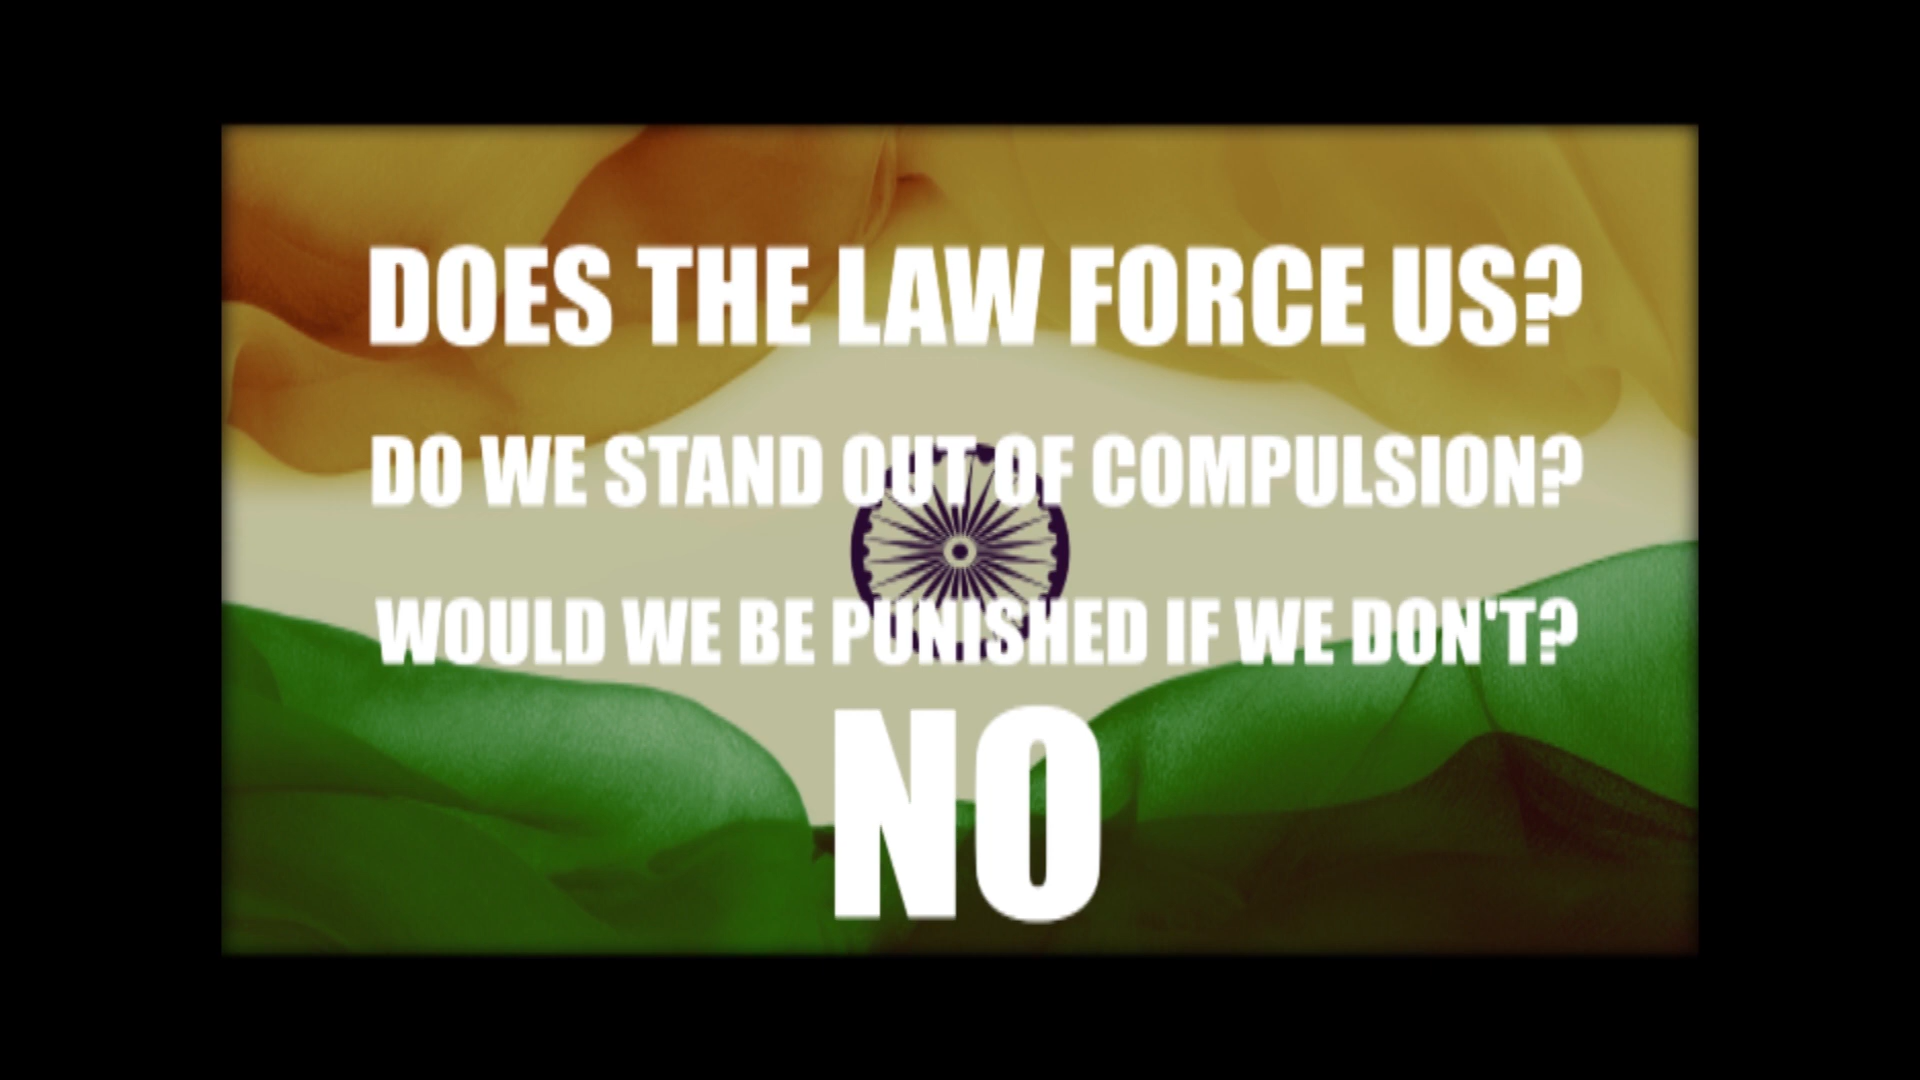 DOES THE LAW FORCE US?
DO WE STAND OUT OF COMPULSION?
WOULD WE BE PUNISHED IF WE DON'T?
NO